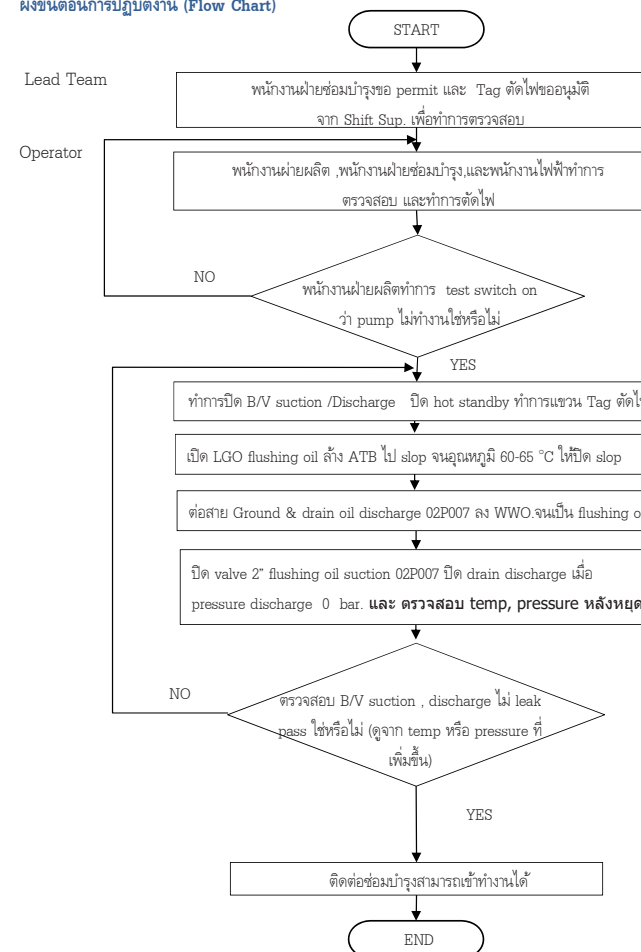 ผังขั้นตอนการปฏิบัติงาน (Flow Chart)
START
Lead Team
พนักงานฝ่ายซ่อมบำรุงขอ permit และ Tag ตัดไฟขออนุมัติ
จาก Shift Sup. เพื่อทำการตรวจสอบ
Operator
พนักงานผ่ายผลิต ,พนักงานฝ่ายซ่อมบำรุง,และพนักงานไฟฟ้าทำการ
ตรวจสอบ และทำการตัดไฟ
NO
พนักงานฝ่ายผลิตทำการ test switch on
ว่า pump ไม่ทำงานใช่หรือไม่
YES
ทำการปิด B/V suction /Discharge ปิด hot standby ทำการแขวน Tag
เปิด LGO flushing oil ล้าง ATB ไป slop จนอุณหภูมิ 60-65 °C ให้ปิด slop
ต่อสาย Ground & drain oil discharge 02P007 ลง WWO.จนเป็น flushing
ปิด valve 2" flushing oil suction 02P007 ปิด drain discharge เมื่อ
pressure discharge 0 bar. และ ตรวจสอบ temp, pressure หลังหยุด
NO
ตรวจสอบ B/V suction , discharge ไม่ leak
pass ใช่หรือไม่ (ดูจาก temp หรือ pressure ที่
เพิ่มขึ้น)
YES
ติดต่อซ่อมบำรุงสามารถเข้าทำงานได้
END